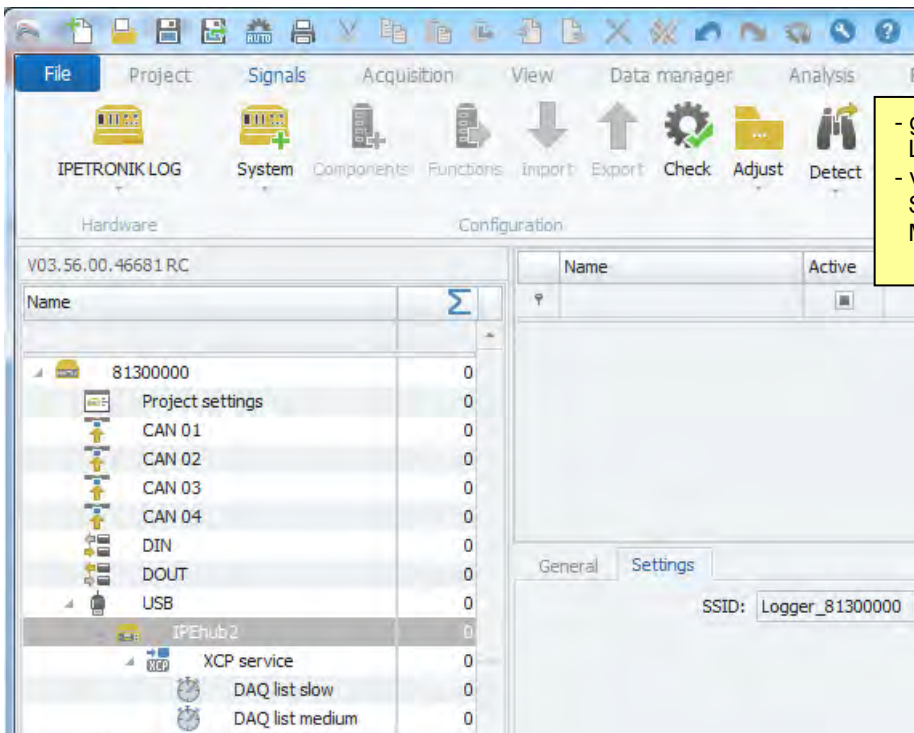 AUTO
File Project Signals Acquisition View Data manager Analysis
IPETRONIK LOG System Components Functions Import Export Check Adjust Detect
Hardware Configuration
- g
L
- v
S
M
V03.56.00.46681 RC
Name Σ
Name Active
81300000 0
Project settings 0
CAN 01 0
CAN 02 0
CAN 03 0
CAN 04 0
DIN 0
DOUT 0
USB 0
IPEhub2 0
XCP service 0
DAQ list slow 0
DAQ list medium 0
General Settings
SSID: Logger_81300000